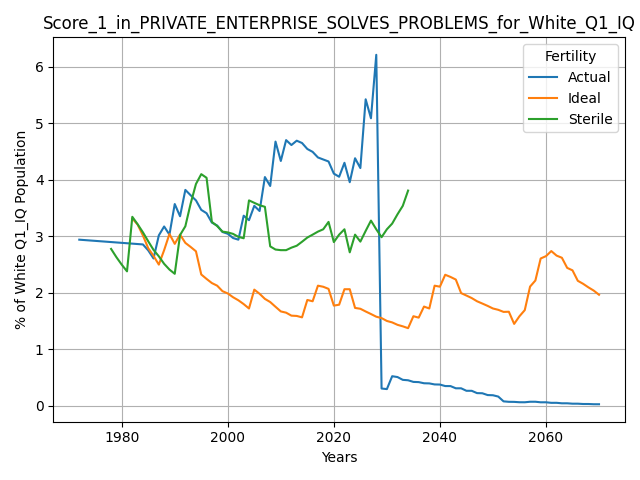 Score_1_in_PRIVATE_ENTERPRISE_SOLVES_PROBLEMS_for_White_Q1_IQ
Fertility
Actual
Ideal
Sterile
% of White Q1_IQ Population
6
5
4
3
2
1
0
1980
2000
2020
2040
2060
Years